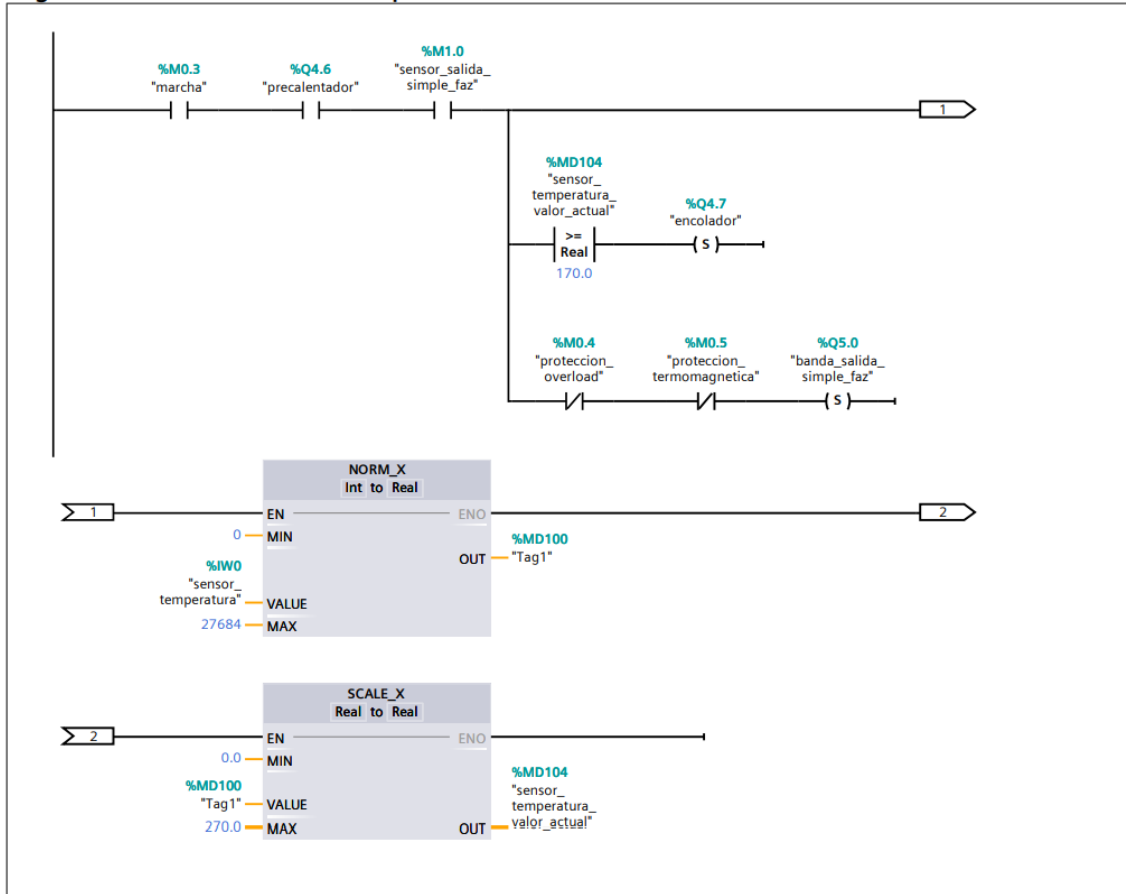 %M0.3
"marcha"
%Q4.6
"precalentador"
%M1.0
"sensor_salida_
simple_faz"
1
%MD104
"sensor_
temperatura_
valor_actual"
>=
Real
170.0
%Q4.7
"encolador"
S
%M0.4
"proteccion_
overload"
%M0.5
"proteccion_
termomagnetica"
%Q5.0
"banda_salida_
simple_faz"
S
NORM_X
Int to Real
1
EN
ENO
2
0
MIN
%MD100
OUT
"Tag1"
%IW0
"sensor_
temperatura"
VALUE
27684
MAX
SCALE_X
Real to Real
2
EN
ENO
0.0
MIN
%MD100
"Tag1"
VALUE
270.0
MAX
%MD104
"sensor_
temperatura_
valor_actual"
OUT